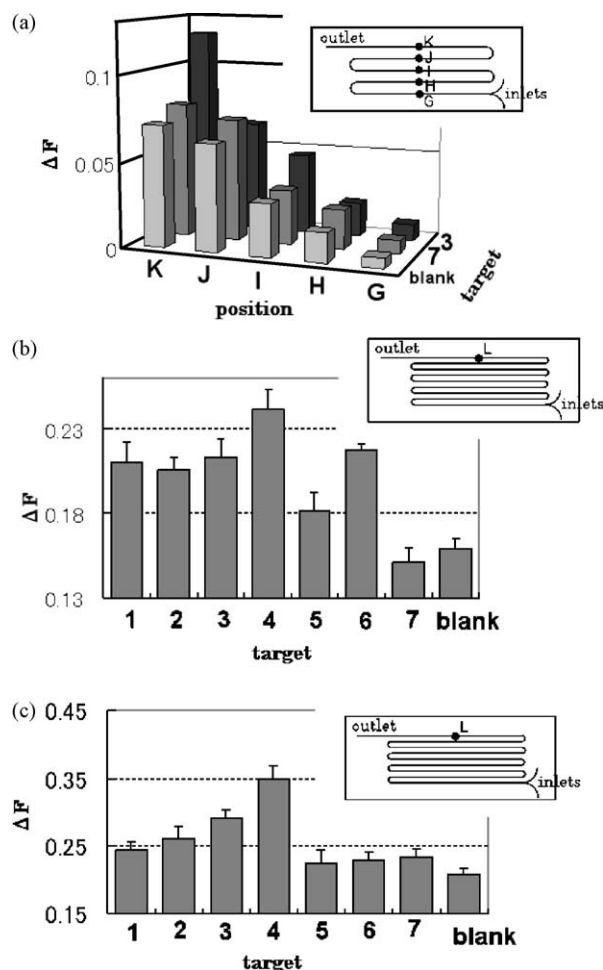 (a)
outlet
K
J
I
H
G
inlets
0.1
0.05
0
ΔF
K J I H G
position
blank 7 3
target
(b)
outlet
L
inlets
0.23
0.18
0.13
ΔF
1 2 3 4 5 6 7 blank
target
(c)
outlet
L
inlets
0.45
0.35
0.25
0.15
ΔF
1 2 3 4 5 6 7 blank
target